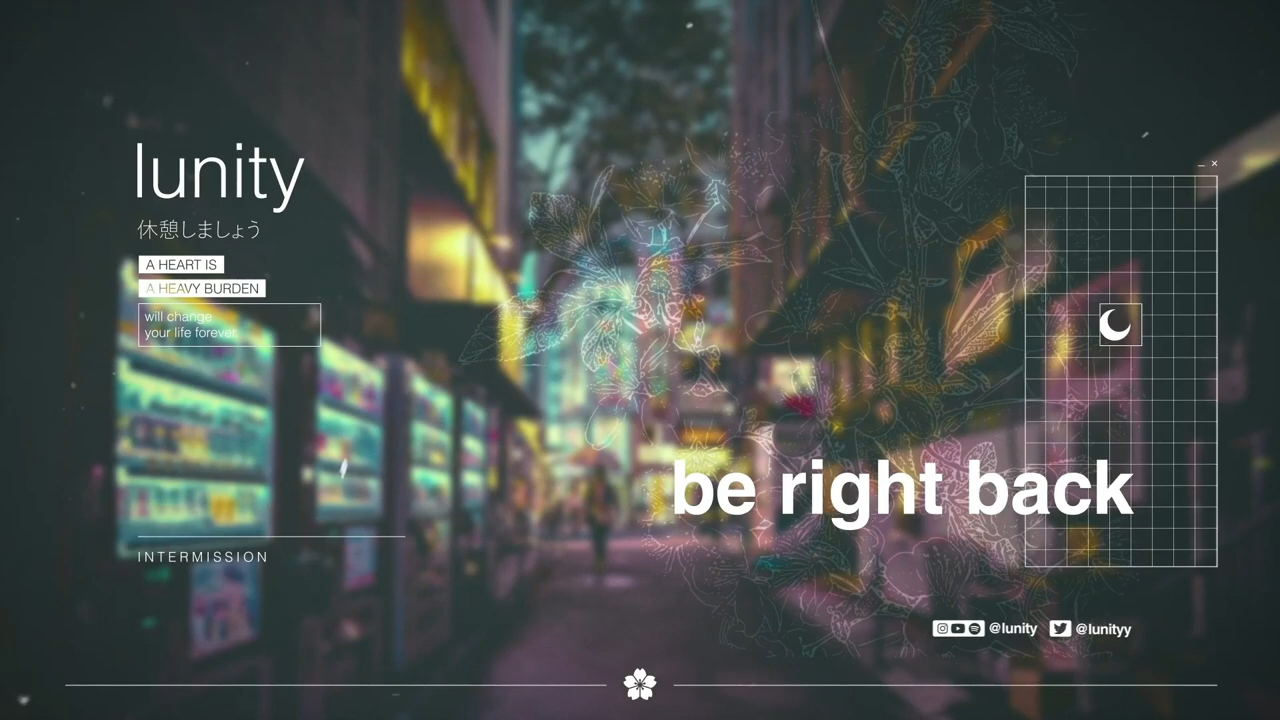 lunity
休憩しましょう
A HEART IS
A HEAVY BURDEN
will change
your life forever
INTERMISSION
be right back
@lunity @lunityy